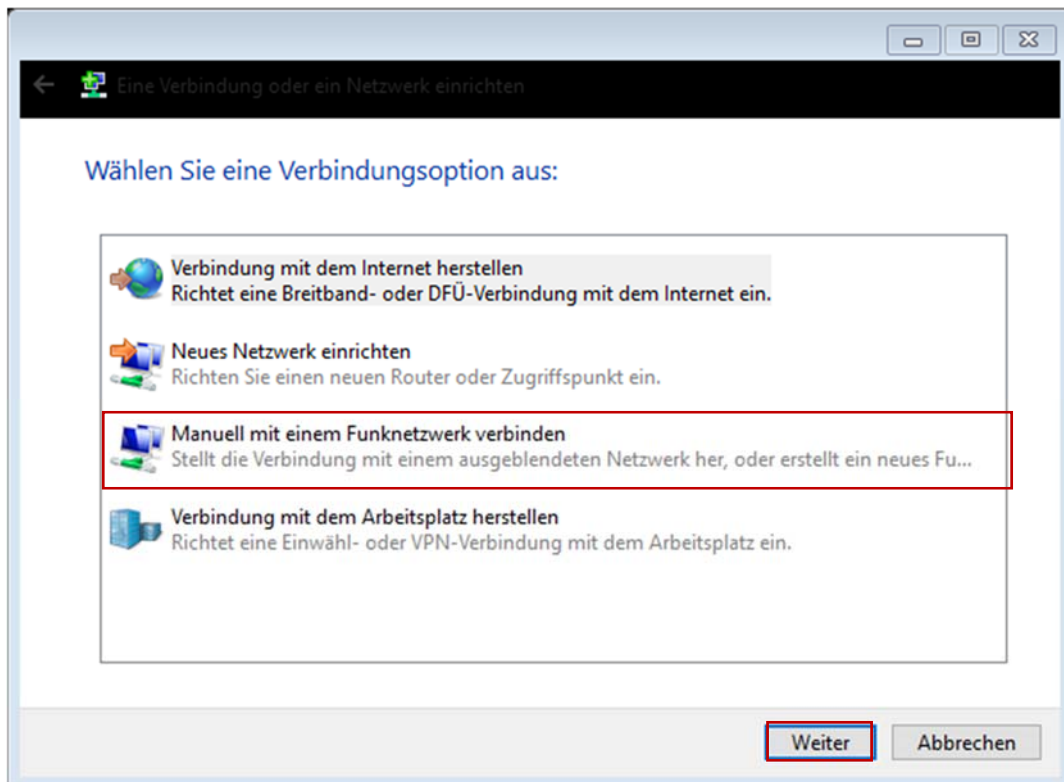 Eine Verbindung oder ein Netzwerk einrichten
Wählen Sie eine Verbindungsoption aus:
Verbindung mit dem Internet herstellen
Richtet eine Breitband- oder DFÜ-Verbindung mit dem Internet ein.
Neues Netzwerk einrichten
Richten Sie einen neuen Router oder Zugriffspunkt ein.
Manuell mit einem Funknetzwerk verbinden
Stellt die Verbindung mit einem ausgeblendeten Netzwerk her, oder erstellt ein neues Fu...
Verbindung mit dem Arbeitsplatz herstellen
Richtet eine Einwähl- oder VPN-Verbindung mit dem Arbeitsplatz ein.
Weiter
Abbrechen